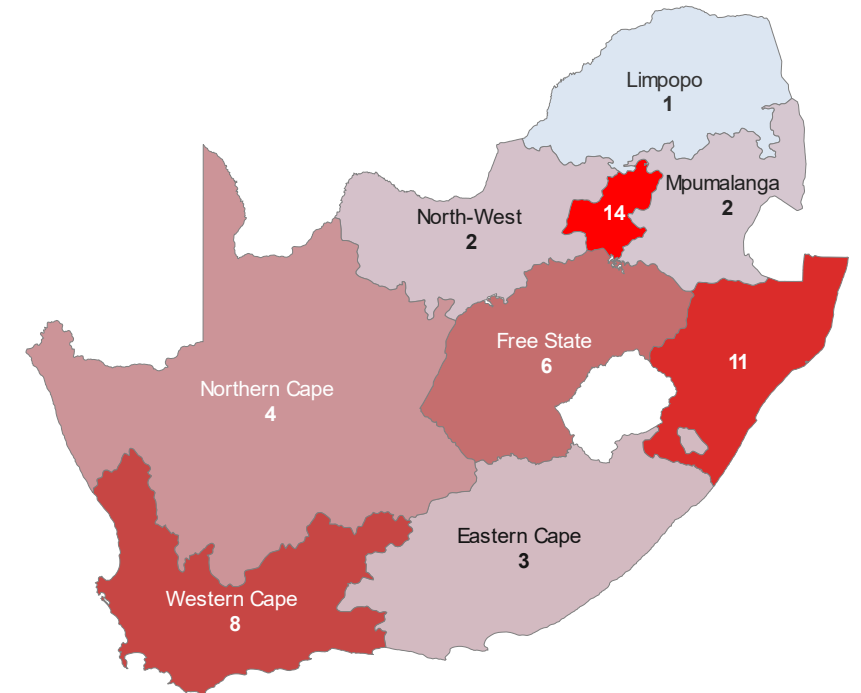 Limpopo
1
Mpumalanga
2
14
North-West
2
Free State
6
11
Northern Cape
4
Eastern Cape
3
Western Cape
8